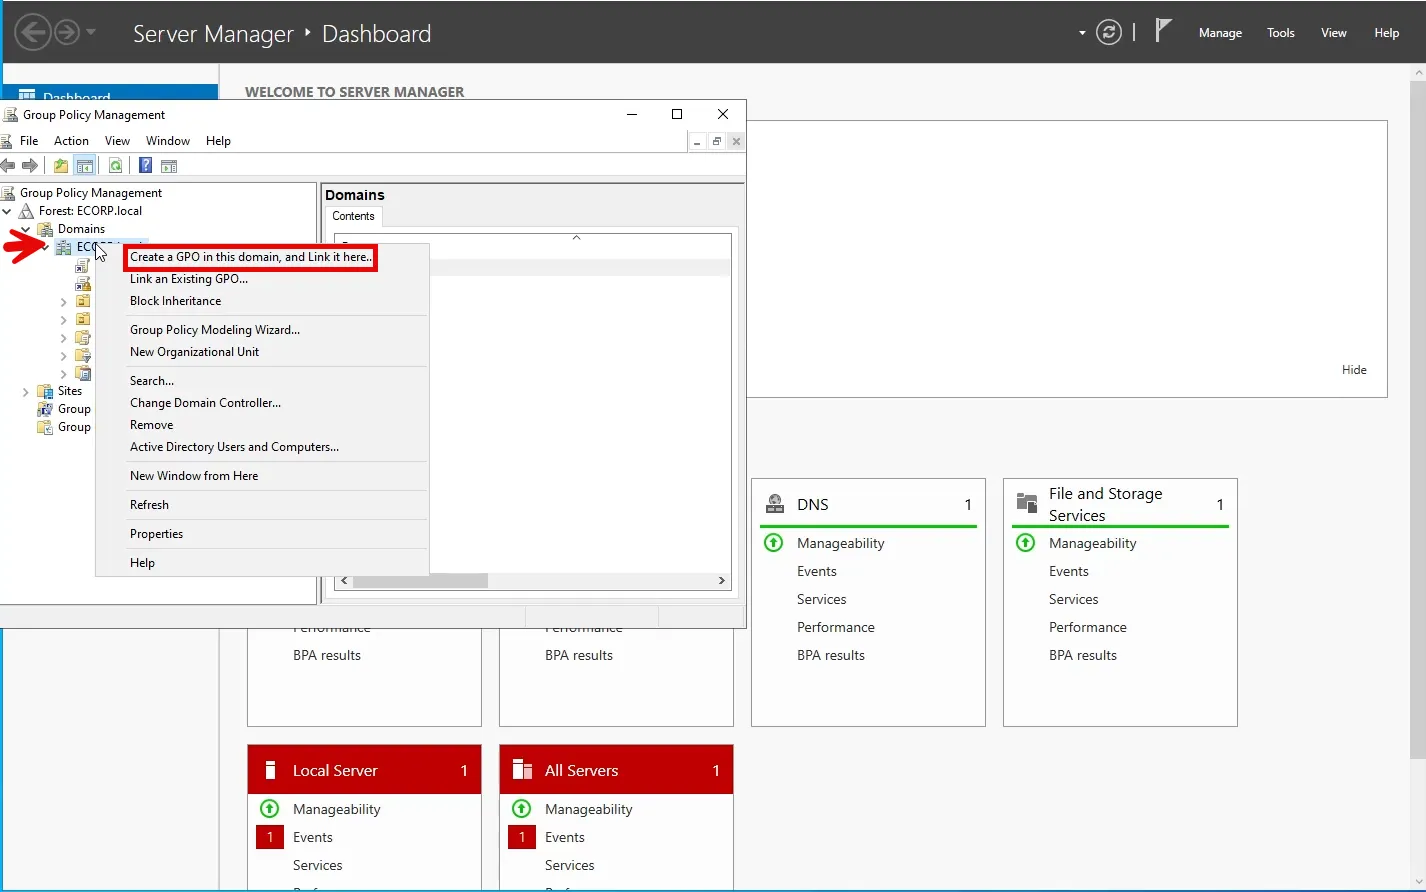 Server Manager ‣ Dashboard
Manage Tools View Help
Dashboard
WELCOME TO SERVER MANAGER
Group Policy Management
File Action View Window Help
Group Policy Management
Forest: ECORP.local
Domains
Sites
Group
Group
Domains
Contents
Create a GPO in this domain, and Link it here...
Link an Existing GPO...
Block Inheritance
Group Policy Modeling Wizard...
New Organizational Unit
Search...
Change Domain Controller...
Remove
Active Directory Users and Computers...
New Window from Here
Refresh
Properties
Help
Hide
Performance
BPA results
Performance
BPA results
DNS 1
Manageability
Events
Services
Performance
BPA results
File and Storage
Services 1
Manageability
Events
Services
Performance
BPA results
Local Server 1
Manageability
1 Events
Services
All Servers 1
Manageability
1 Events
Services